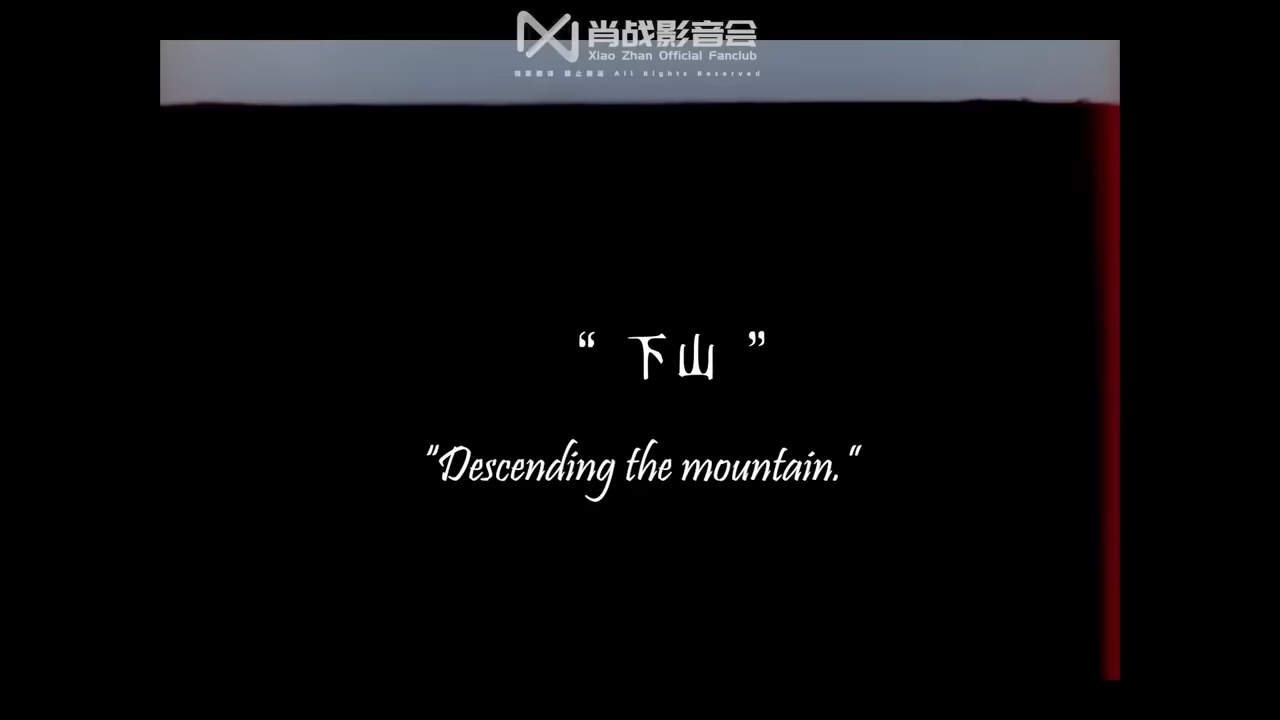 肖战影音会
Xiao Zhan Official Fanclub
All Rights Reserved
“ 下山 ”
"Descending the mountain."